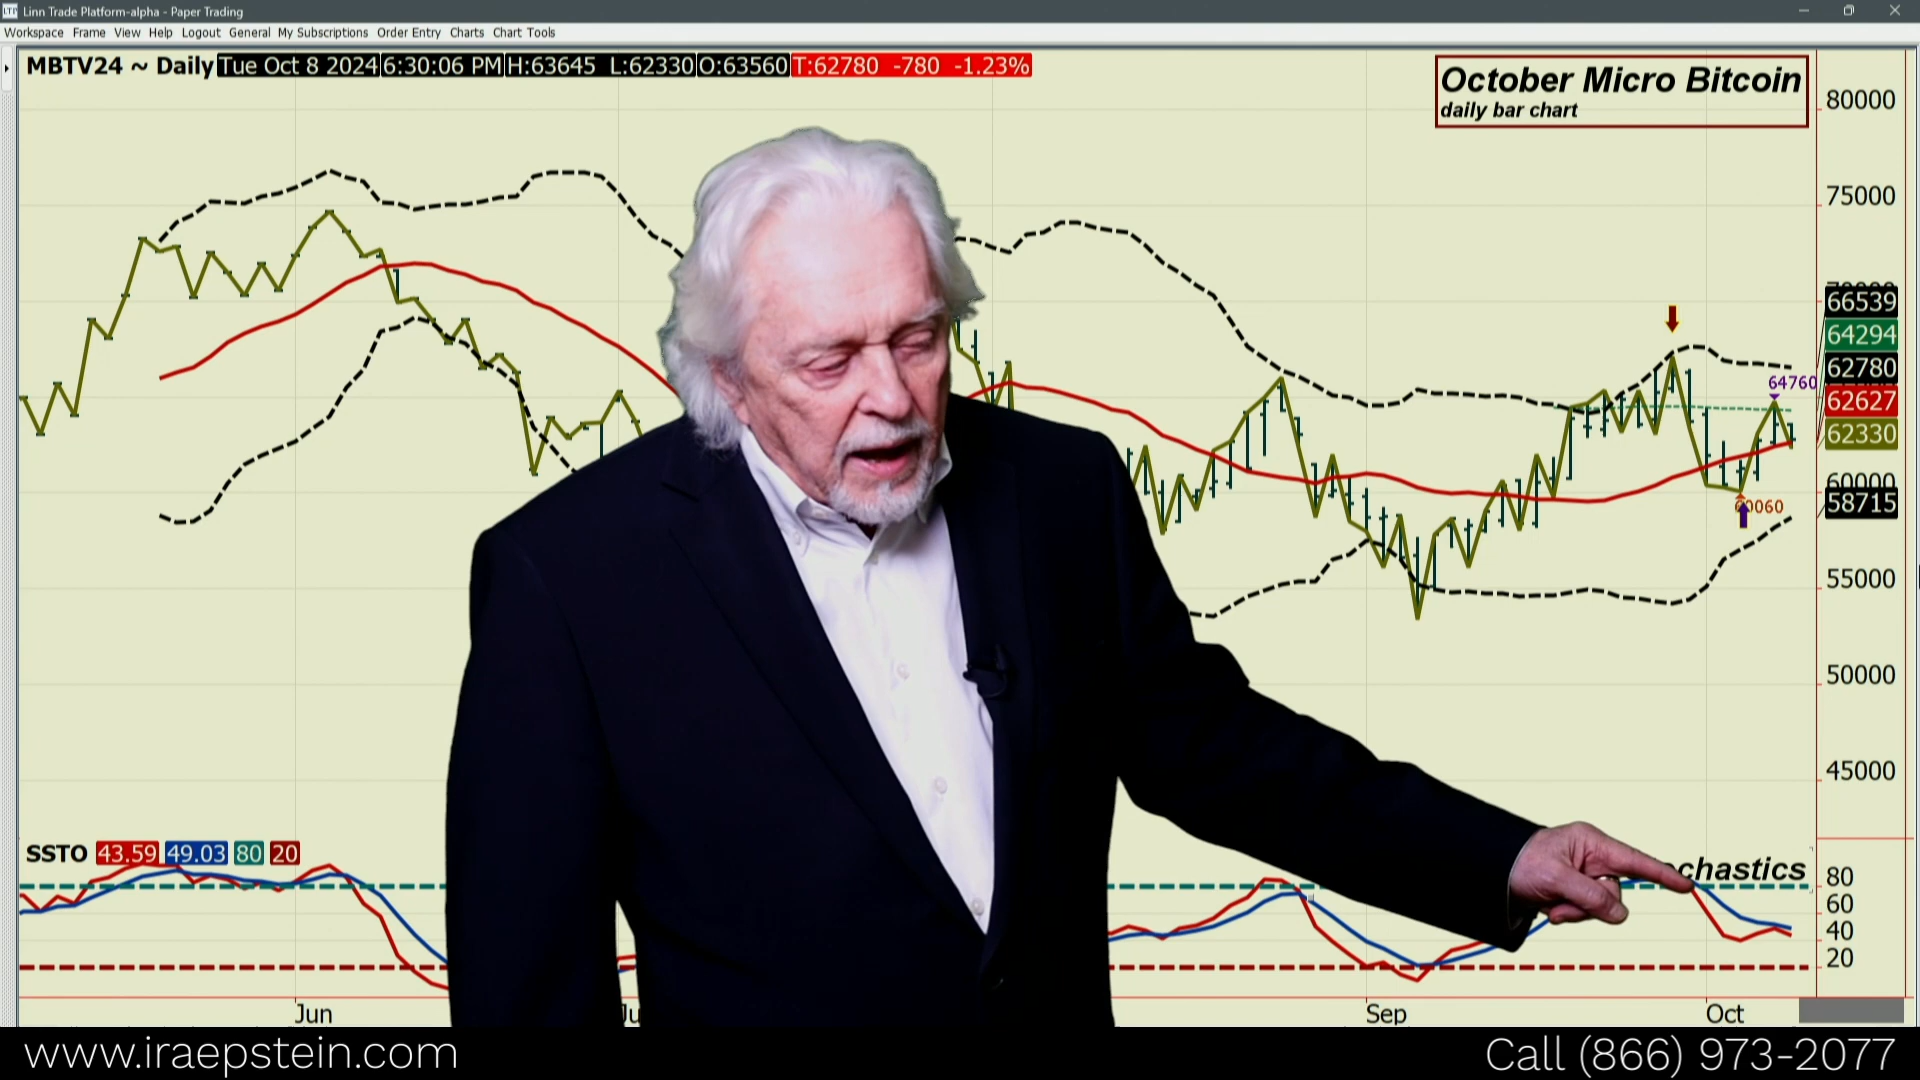 Linn Trade Platform-alpha - Paper Trading
Workspace Frame View Help Logout General My Subscriptions Order Entry Charts Chart Tools
MBTV24 ~ Daily Tue Oct 8 2024 6:30:06 PM H:63645 L:62330 O:63560 T:62780 -780 -1.23%
October Micro Bitcoin
daily bar chart
80000
75000
66539
64294
62780
64760
62627
62330
60000
58715
55000
50000
45000
SSTO 43.59 49.03 80 20
chastics
80
60
40
20
Jun Sep Oct
www.iraepstein.com
Call (866) 973-2077